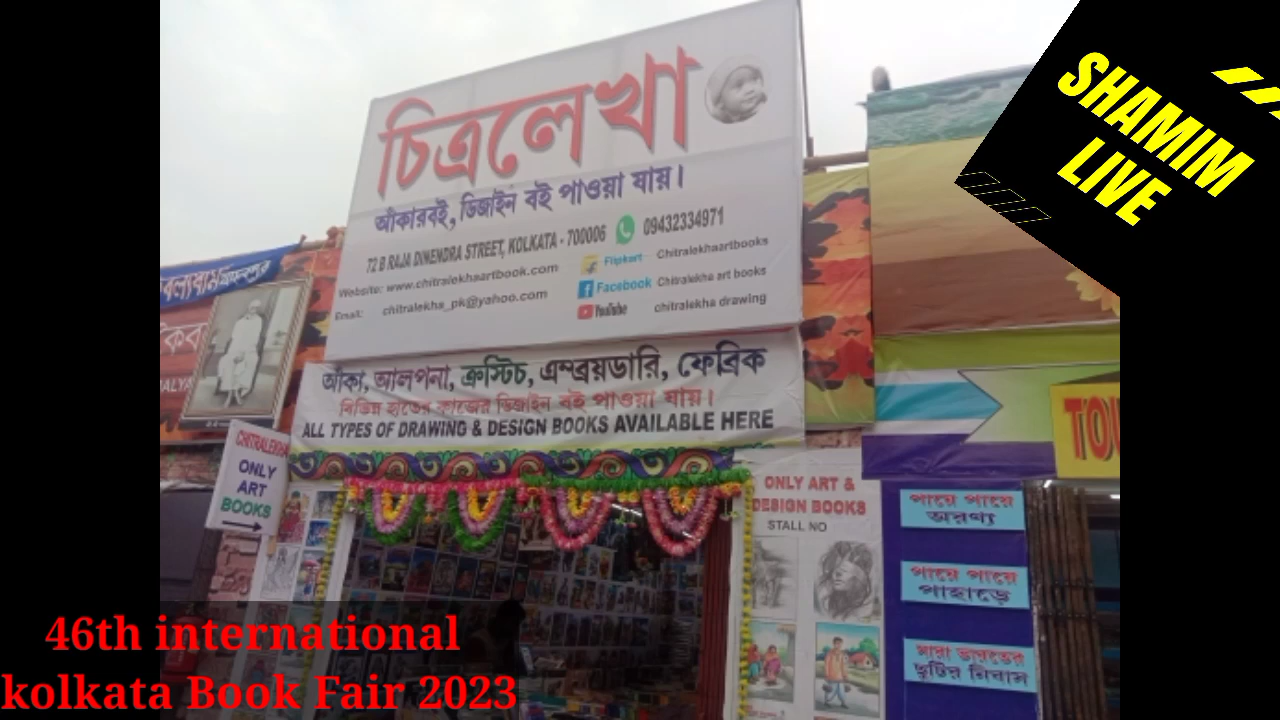 SHAMIM
LIVE
চিত্রলেখা
আঁকারবই, ডিজাইন বই পাওয়া যায়।
72 B RAJA DINENDRA STREET, KOLKATA - 700006 09432334971
Website: www.chitralekhaartbook.com
Flipkart Chitralekhaartbooks
Email: chitralekha_pk@yahoo.com
Facebook Chitralekha art books
YouTube chitralekha drawing
আঁকা, আলপনা, ক্রস্টিচ, এমব্রয়ডারি, ফেব্রিক
বিভিন্ন হাতের কাজের ডিজাইন বই পাওয়া যায়।
ALL TYPES OF DRAWING & DESIGN BOOKS AVAILABLE HERE
CHITRALEKHA
ONLY
ART
BOOKS
ONLY ART &
DESIGN BOOKS
STALL NO
TOU
পায়ে পায়ে
অরণ্য
পায়ে পায়ে
পাহাড়ে
সারা ভারতের
ছুটির নিবাস
46th international
kolkata Book Fair 2023